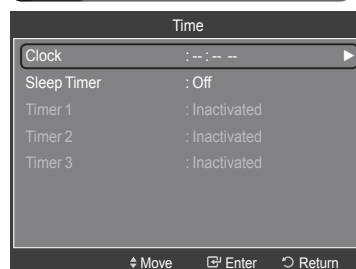 Time
Clock : -- : -- --
Sleep Timer : Off
Timer 1 : Inactivated
Timer 2 : Inactivated
Timer 3 : Inactivated
Move Enter Return